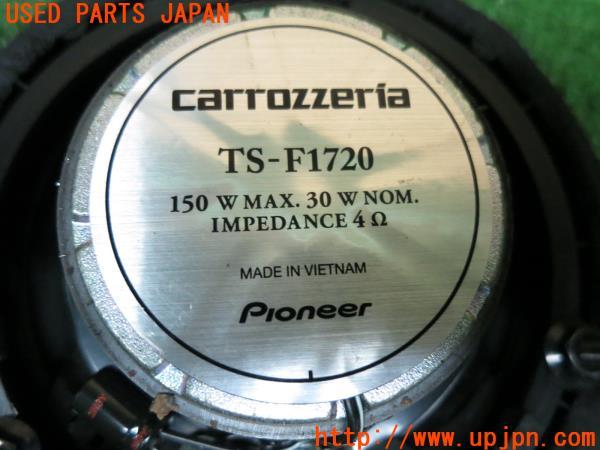 USED PARTS JAPAN
carrozzeria
TS-F1720
150 W MAX. 30 W NOM.
IMPEDANCE 4 Ω
MADE IN VIETNAM
Pioneer
http://www.upjpn.com